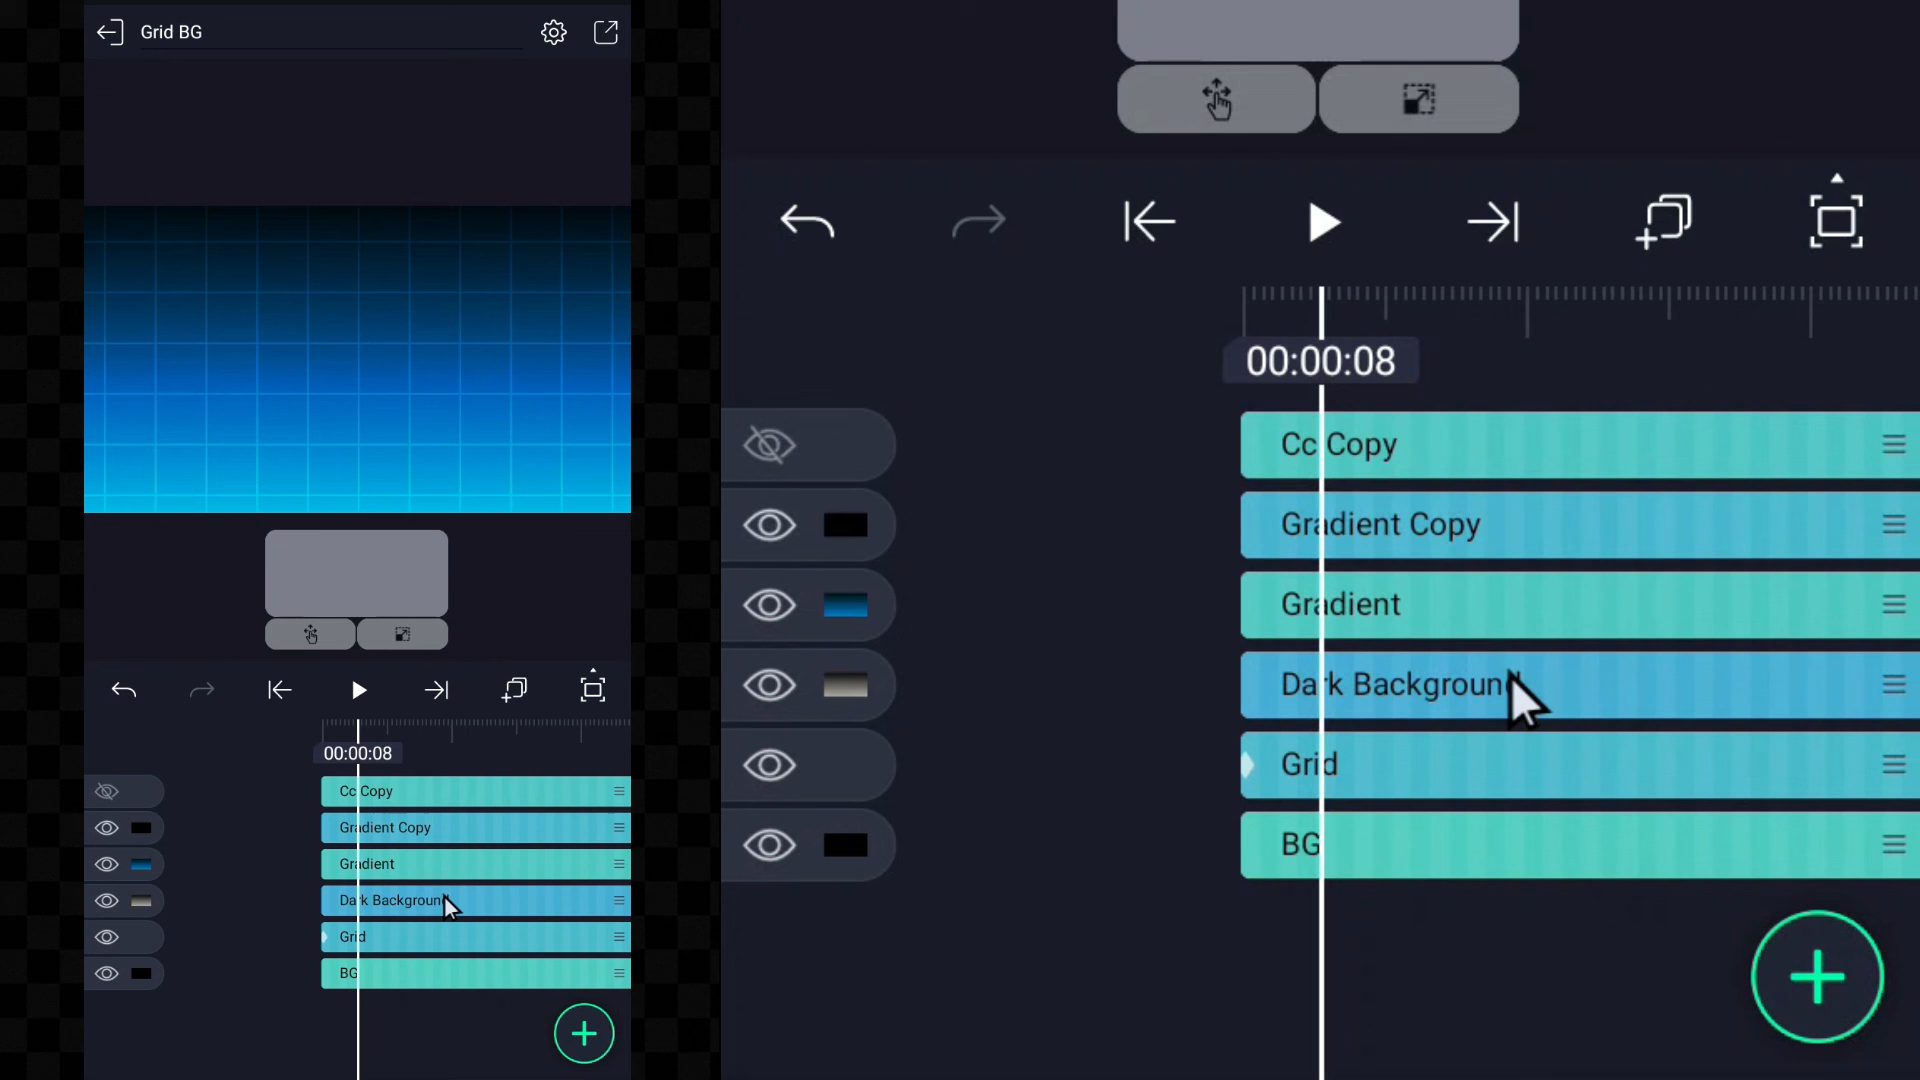 Grid BG
00:00:08
Cc Copy
Gradient Copy
Gradient
Dark Background
Grid
BG
00:00:08
Cc Copy
Gradient Copy
Gradient
Dark Background
Grid
BG